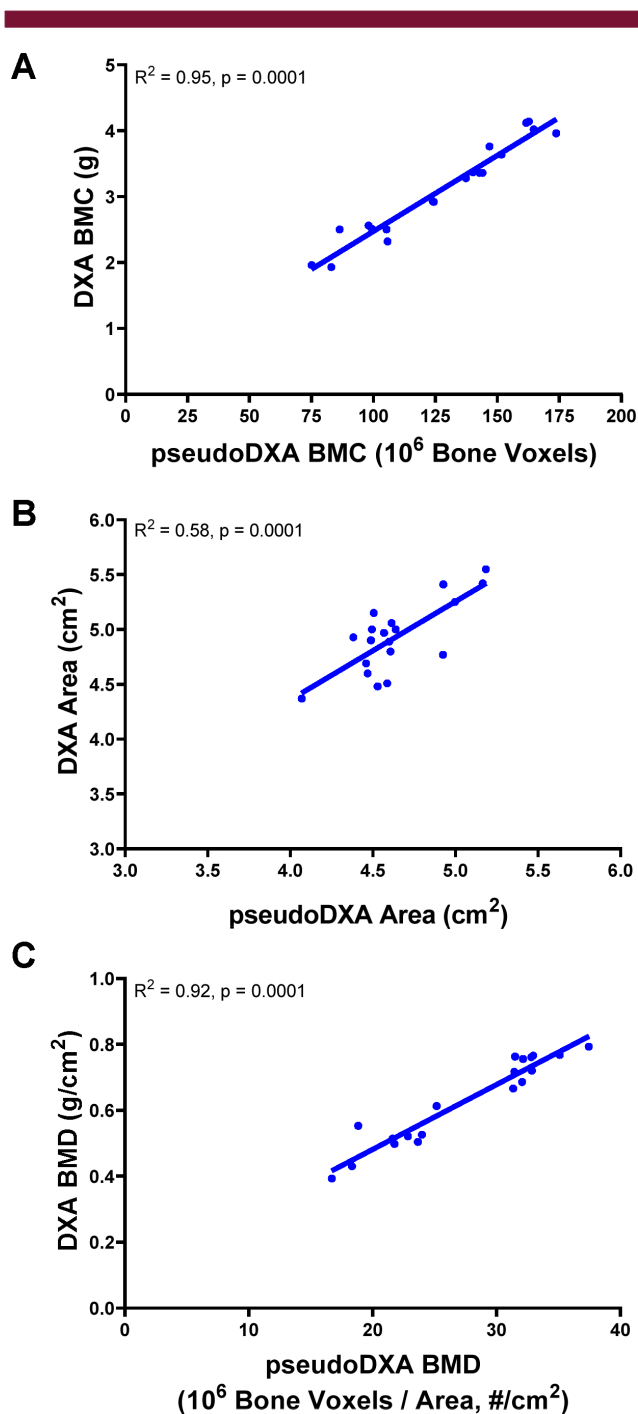 A
R² = 0.95, p = 0.0001
5
4
3
2
1
0
DXA BMC (g)
0 25 50 75 100 125 150 175 200
pseudoDXA BMC (10⁶ Bone Voxels)
B
R² = 0.58, p = 0.0001
6.0
5.5
5.0
4.5
4.0
3.5
3.0
DXA Area (cm²)
3.0 3.5 4.0 4.5 5.0 5.5 6.0
pseudoDXA Area (cm²)
C
R² = 0.92, p = 0.0001
1.0
0.8
0.6
0.4
0.2
0.0
DXA BMD (g/cm²)
0 10 20 30 40
pseudoDXA BMD
(10⁶ Bone Voxels / Area, #/cm²)